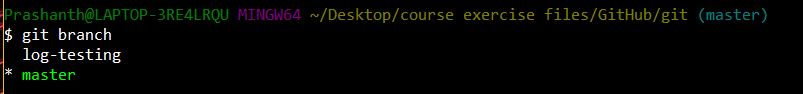 Prashanth@LAPTOP-3RE4LRQU MINGW64 ~/Desktop/course exercise files/GitHub/git (master)
$ git branch
  log-testing
* master